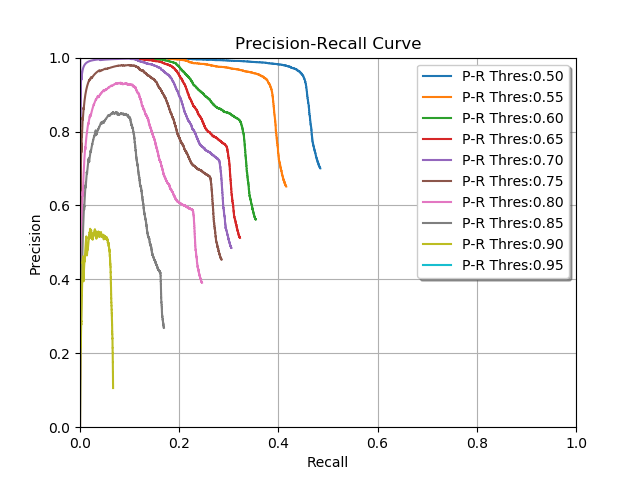 Precision-Recall Curve
1.0
0.8
0.6
0.4
0.2
0.0
Precision
P-R Thres:0.50
P-R Thres:0.55
P-R Thres:0.60
P-R Thres:0.65
P-R Thres:0.70
P-R Thres:0.75
P-R Thres:0.80
P-R Thres:0.85
P-R Thres:0.90
P-R Thres:0.95
0.0 0.2 0.4 0.6 0.8 1.0
Recall